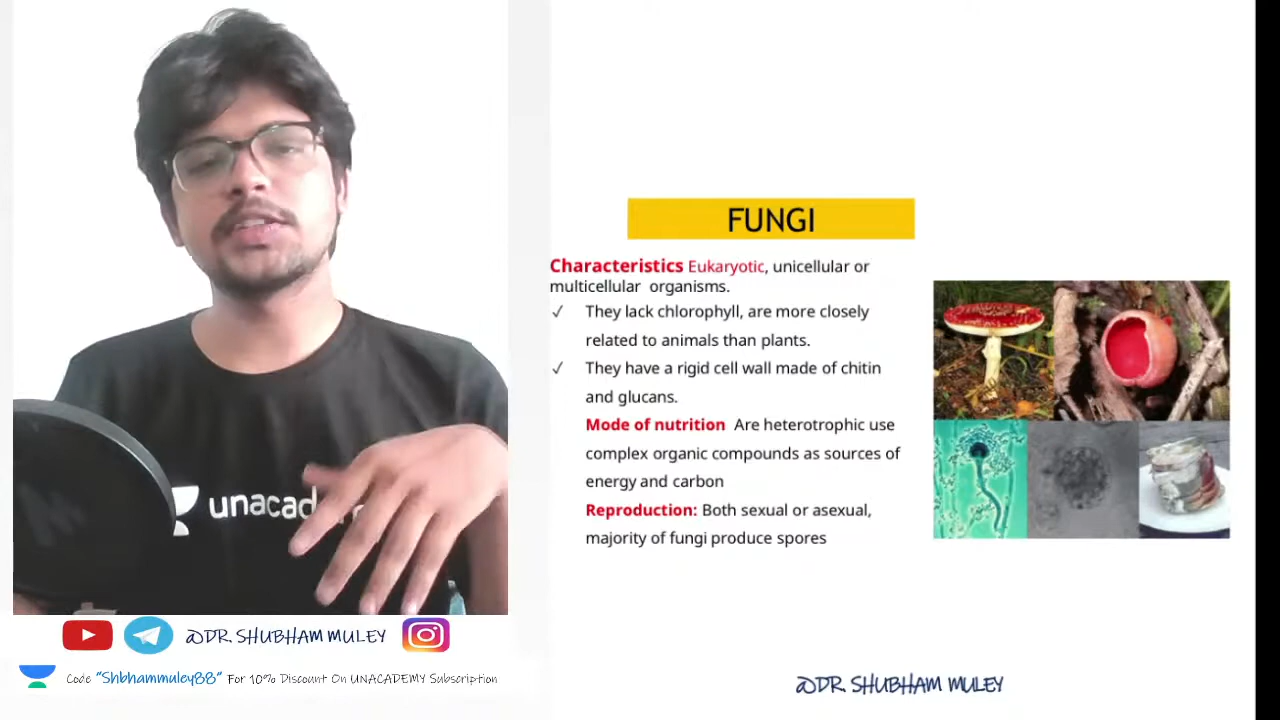 FUNGI
Characteristics Eukaryotic, unicellular or
multicellular organisms.
✓ They lack chlorophyll, are more closely
related to animals than plants.
✓ They have a rigid cell wall made of chitin
and glucans.
Mode of nutrition Are heterotrophic use
complex organic compounds as sources of
energy and carbon
Reproduction: Both sexual or asexual,
majority of fungi produce spores
unacad
@DR. SHUBHAM MULEY
Code "Shbhammuley88" For 10% Discount On UNACADEMY Subscription
@DR. SHUBHAM MULEY